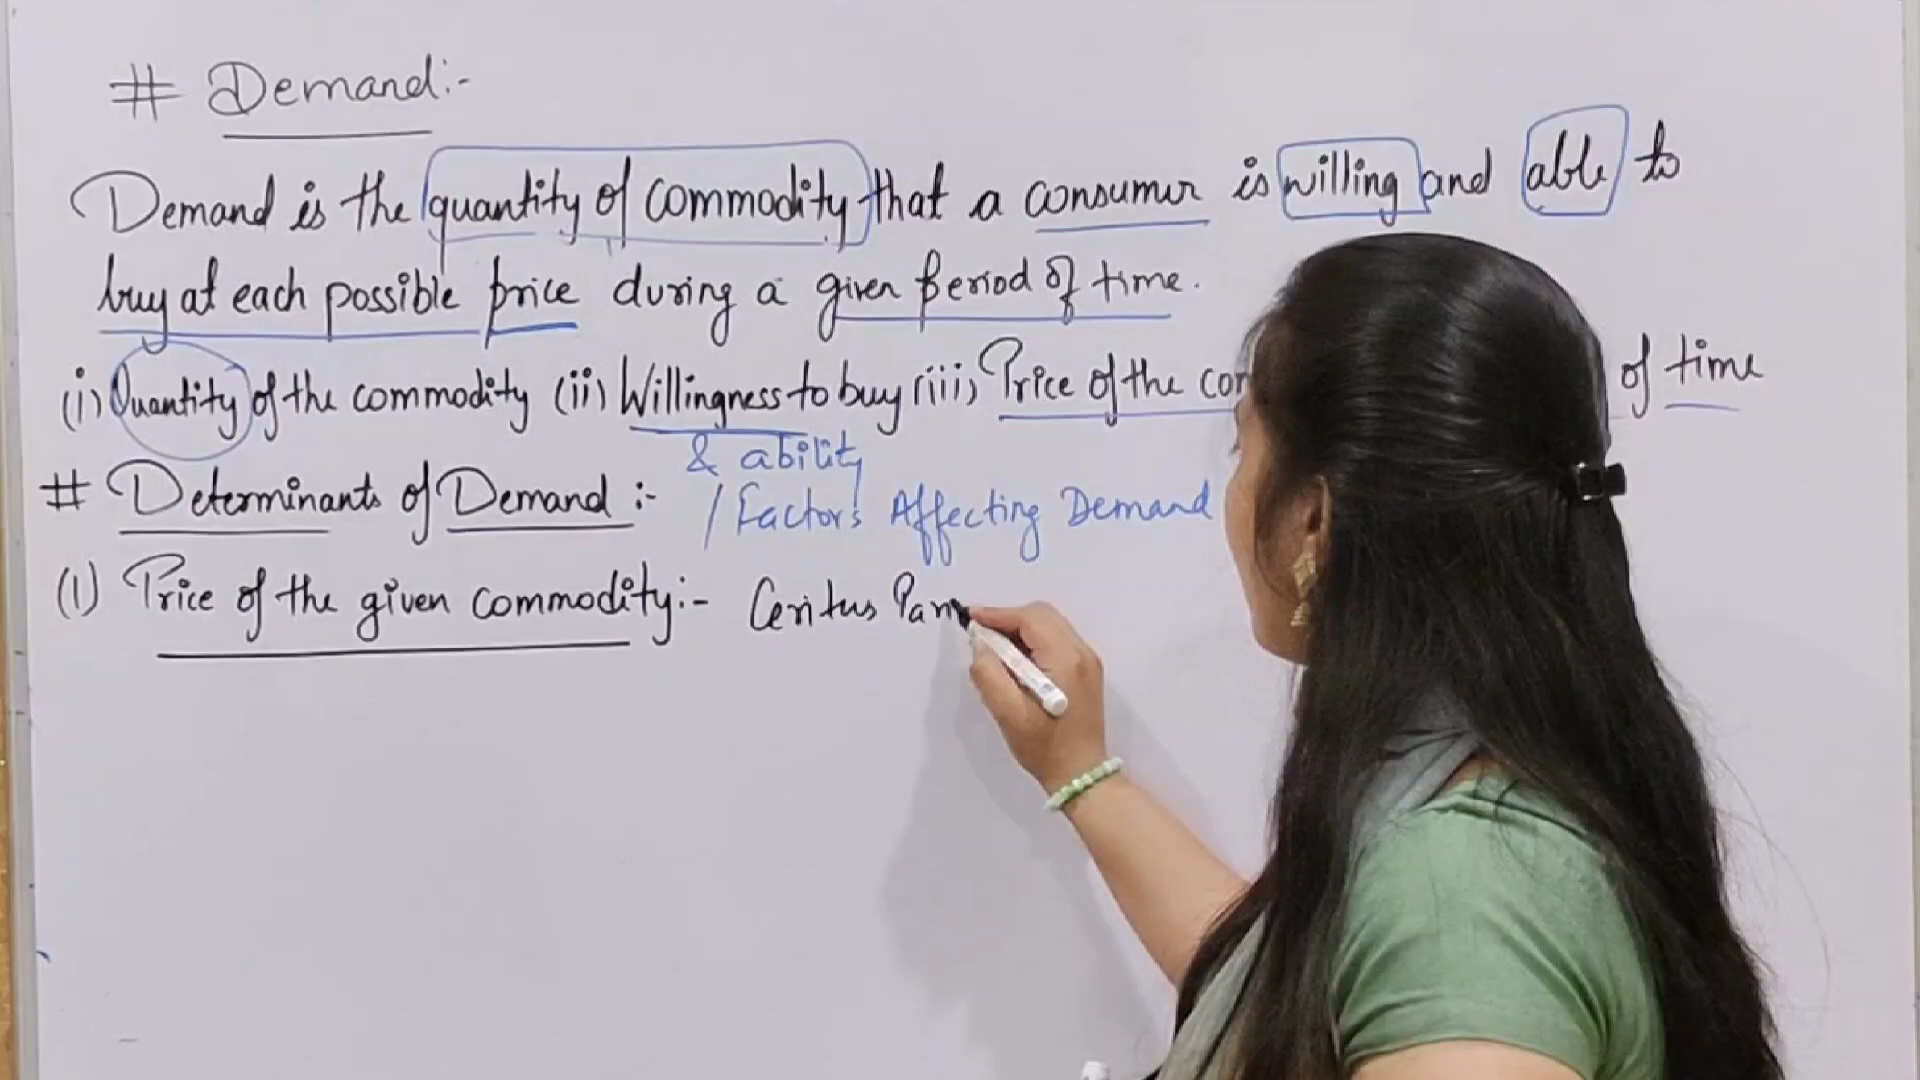 # Demand:-
Demand is the quantity of commodity that a consumer is willing and able to
buy at each possible price during a given period of time.
(i) Quantity of the commodity (ii) Willingness to buy (iii) Price of the com of time
& ability
# Determinants of Demand :- / Factors Affecting Demand
(1) Price of the given commodity:- Ceritus Par